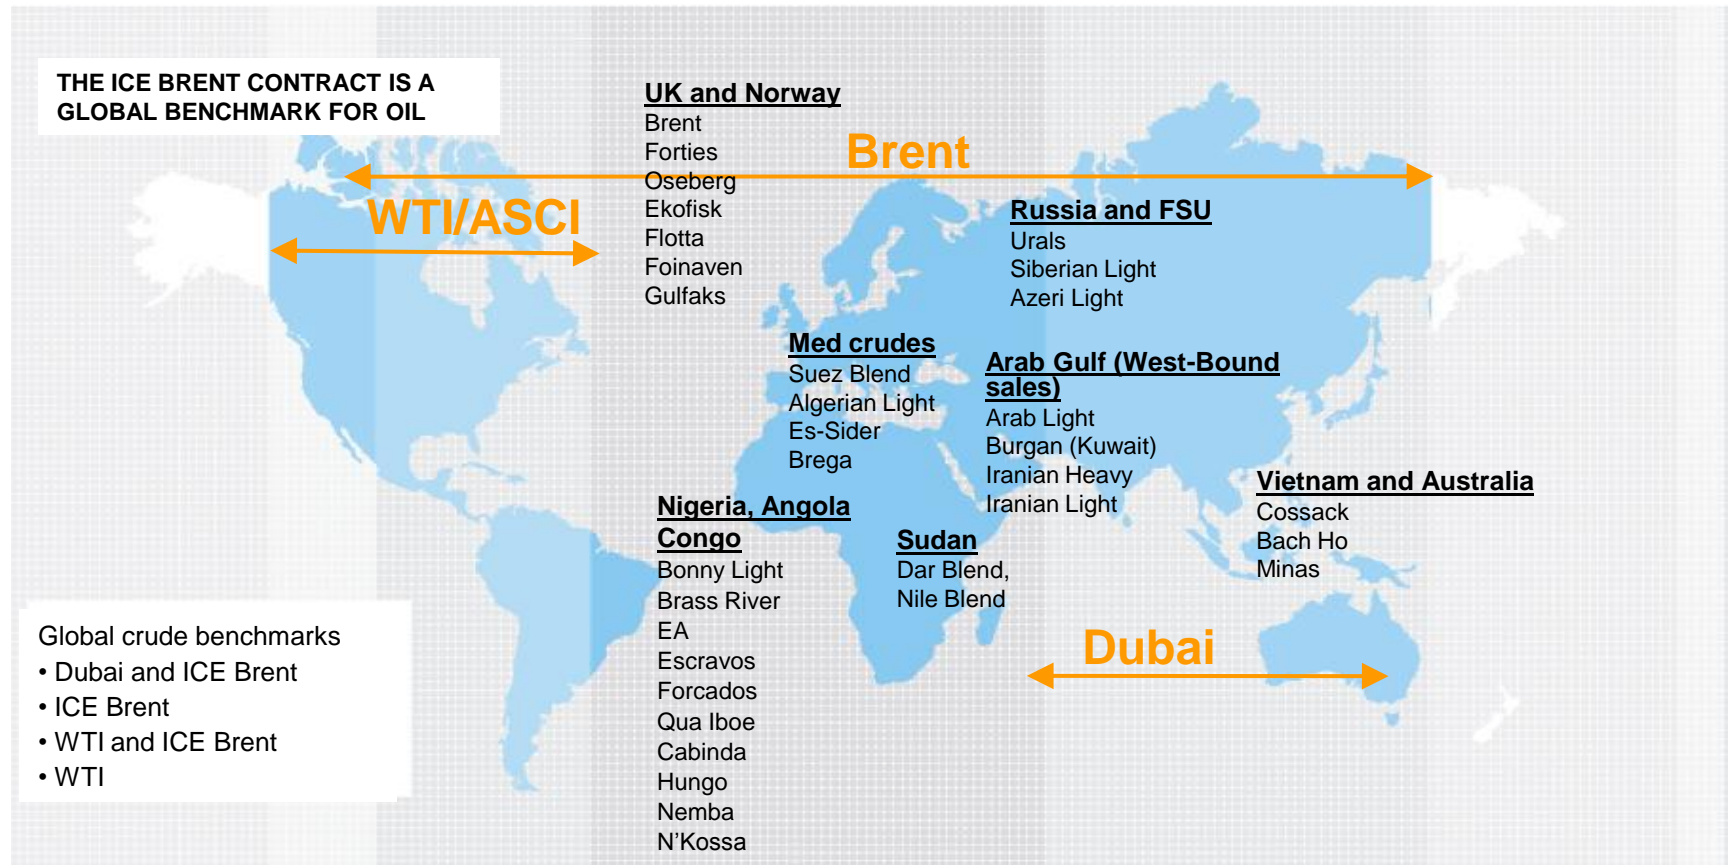 THE ICE BRENT CONTRACT IS A
GLOBAL BENCHMARK FOR OIL
UK and Norway
Brent
Forties
Oseberg
Ekofisk
Flotta
Foinaven
Gulfaks
Brent
WTI/ASCI
Russia and FSU
Urals
Siberian Light
Azeri Light
Med crudes
Suez Blend
Algerian Light
Es-Sider
Brega
Arab Gulf (West-Bound
sales)
Arab Light
Burgan (Kuwait)
Iranian Heavy
Iranian Light
Vietnam and Australia
Cossack
Bach Ho
Minas
Nigeria, Angola
Congo
Bonny Light
Brass River
EA
Escravos
Forcados
Qua Iboe
Cabinda
Hungo
Nemba
N’Kossa
Sudan
Dar Blend,
Nile Blend
Dubai
Global crude benchmarks
• Dubai and ICE Brent
• ICE Brent
• WTI and ICE Brent
• WTI